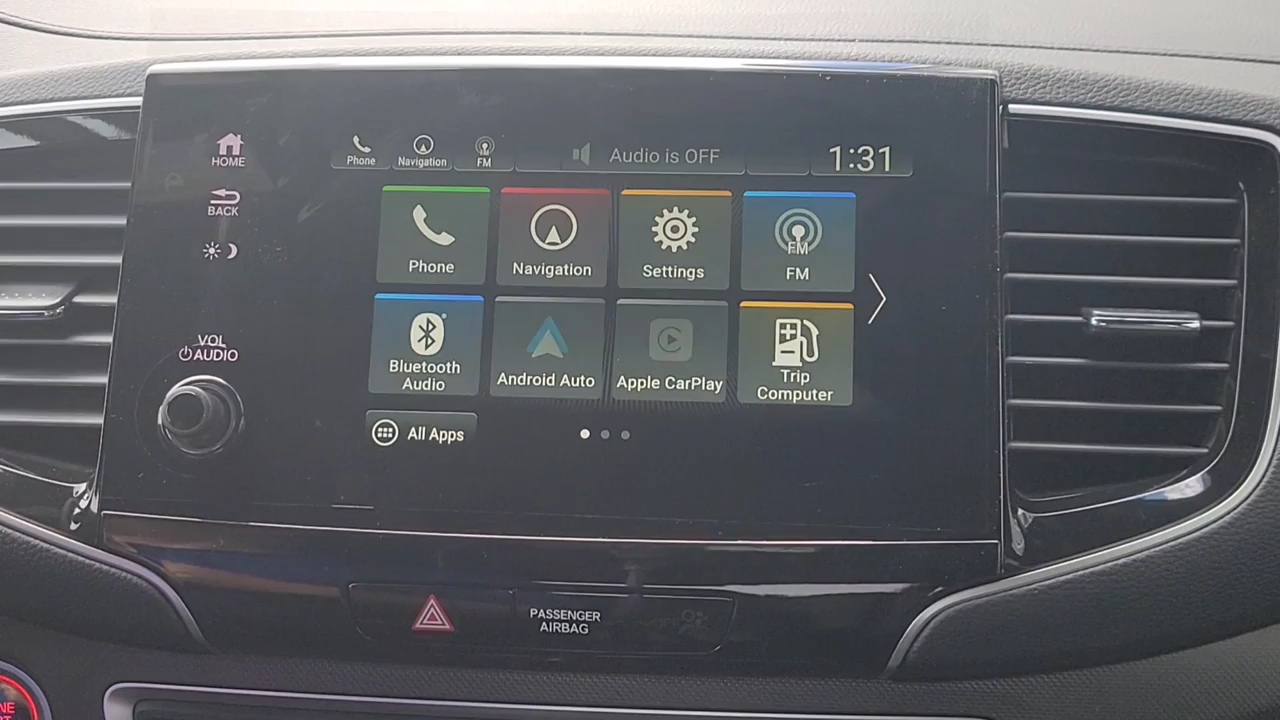 HOME
BACK
VOL
AUDIO
Phone
Navigation
FM
Audio is OFF
1:31
Phone
Navigation
Settings
FM
FM
Bluetooth
Audio
Android Auto
Apple CarPlay
Trip
Computer
All Apps
PASSENGER
AIRBAG